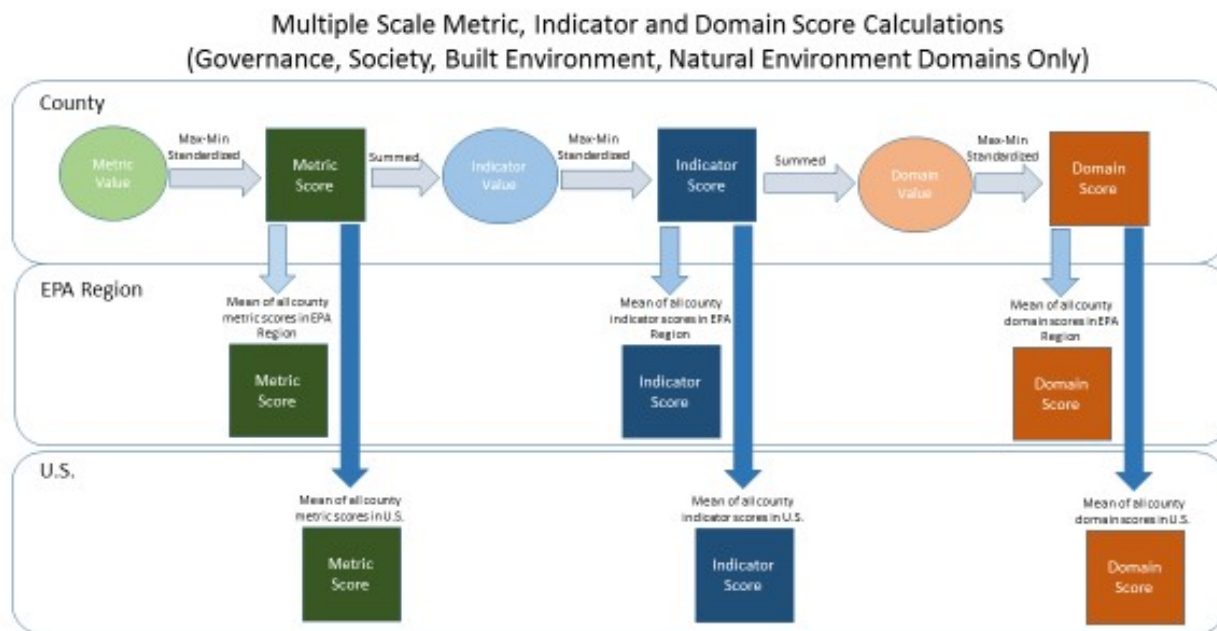 Multiple Scale Metric, Indicator and Domain Score Calculations
(Governance, Society, Built Environment, Natural Environment Domains Only)
County
Metric
Value
Max-Min
Standardized
Metric
Score
Summed
Indicator
Value
Max-Min
Standardized
Indicator
Score
Summed
Domain
Value
Max-Min
Standardized
Domain
Score
EPA Region
Mean of all county
metric scores in EPA
Region
Metric
Score
Mean of all county
indicator scores in EPA
Region
Indicator
Score
Mean of all county
domain scores in EPA
Region
Domain
Score
U.S.
Mean of all county
metric scores in U.S.
Metric
Score
Mean of all county
indicator scores in U.S.
Indicator
Score
Mean of all county
domain scores in U.S.
Domain
Score